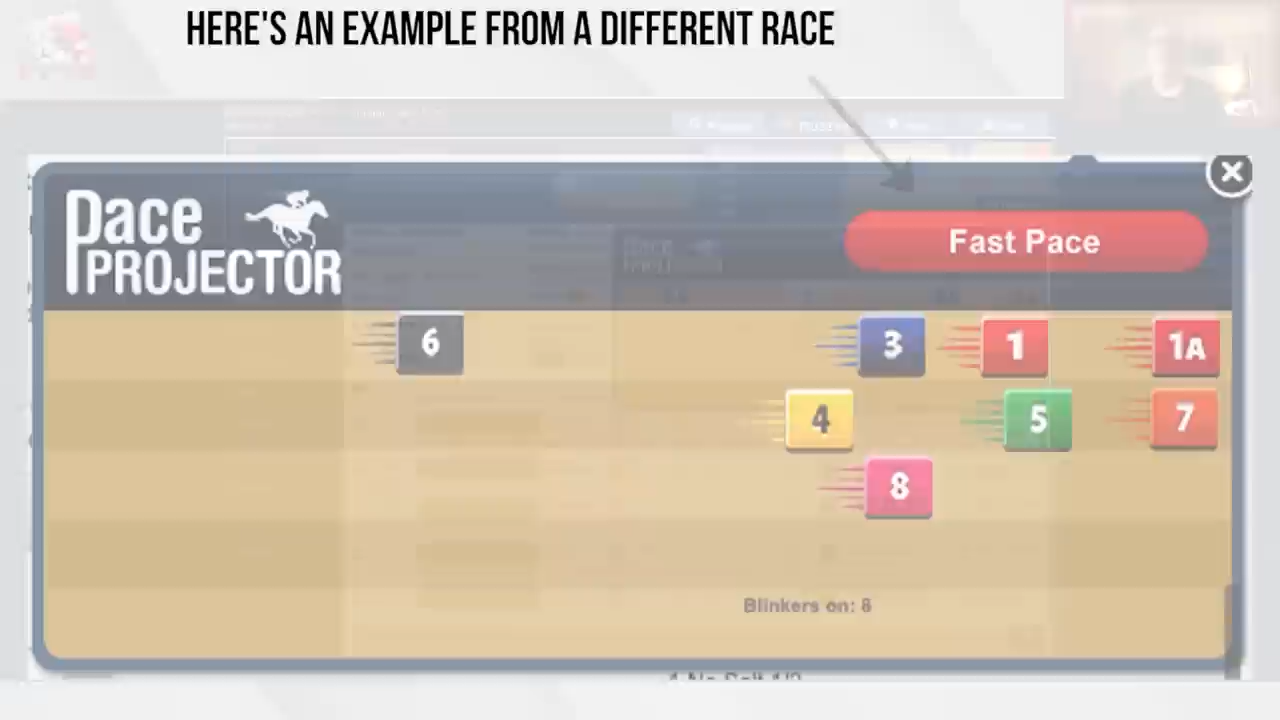 HERE'S AN EXAMPLE FROM A DIFFERENT RACE
Pace
PROJECTOR
Fast Pace
6 3 1 1A
4 5 7
8
Blinkers on: 8